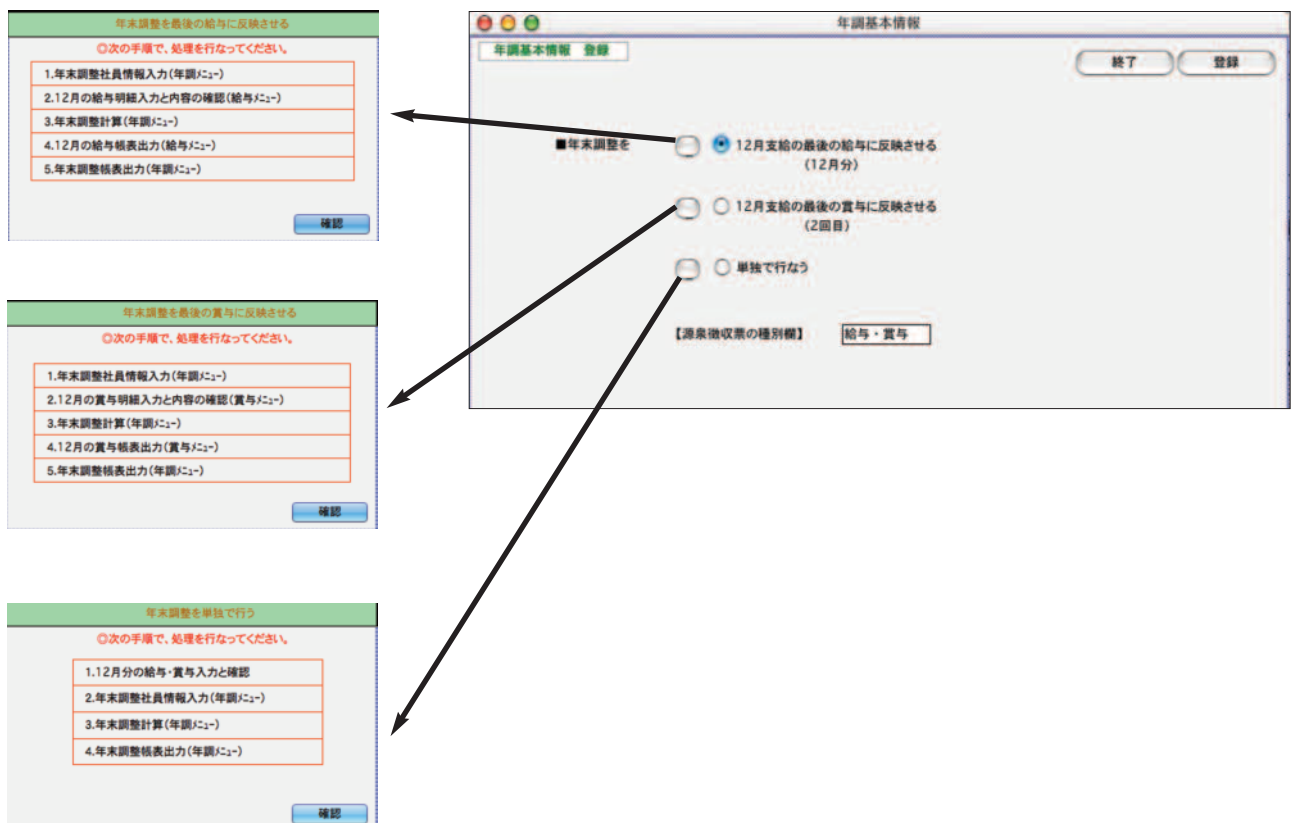 年末調整を最後の給与に反映させる
◎次の手順で、処理を行なってください。
1.年末調整社員情報入力(年調ﾒﾆｭｰ)
2.12月の給与明細入力と内容の確認(給与ﾒﾆｭｰ)
3.年末調整計算(年調ﾒﾆｭｰ)
4.12月の給与帳表出力(給与ﾒﾆｭｰ)
5.年末調整帳表出力(年調ﾒﾆｭｰ)
確認
年調基本情報
年調基本情報 登録
終了 登録
■年末調整を
12月支給の最後の給与に反映させる
(12月分)
12月支給の最後の賞与に反映させる
(2回目)
単独で行なう
【源泉徴収票の種別欄】 給与・賞与
年末調整を最後の賞与に反映させる
◎次の手順で、処理を行なってください。
1.年末調整社員情報入力(年調ﾒﾆｭｰ)
2.12月の賞与明細入力と内容の確認(賞与ﾒﾆｭｰ)
3.年末調整計算(年調ﾒﾆｭｰ)
4.12月の賞与帳表出力(賞与ﾒﾆｭｰ)
5.年末調整帳表出力(年調ﾒﾆｭｰ)
確認
年末調整を単独で行う
◎次の手順で、処理を行なってください。
1.12月分の給与・賞与入力と確認
2.年末調整社員情報入力(年調ﾒﾆｭｰ)
3.年末調整計算(年調ﾒﾆｭｰ)
4.年末調整帳表出力(年調ﾒﾆｭｰ)
確認